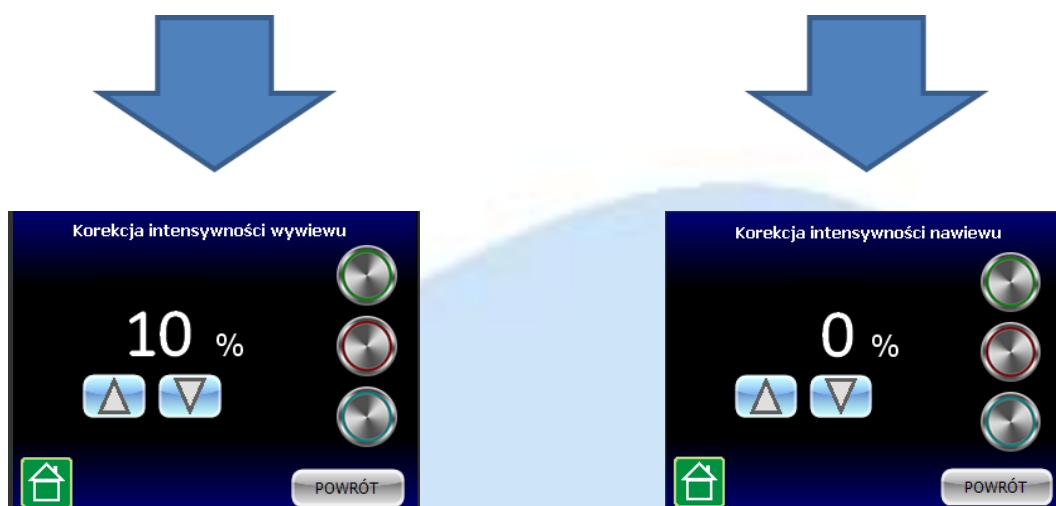 Korekcja intensywności wywiewu
10 %
POWRÓT
Korekcja intensywności nawiewu
0 %
POWRÓT